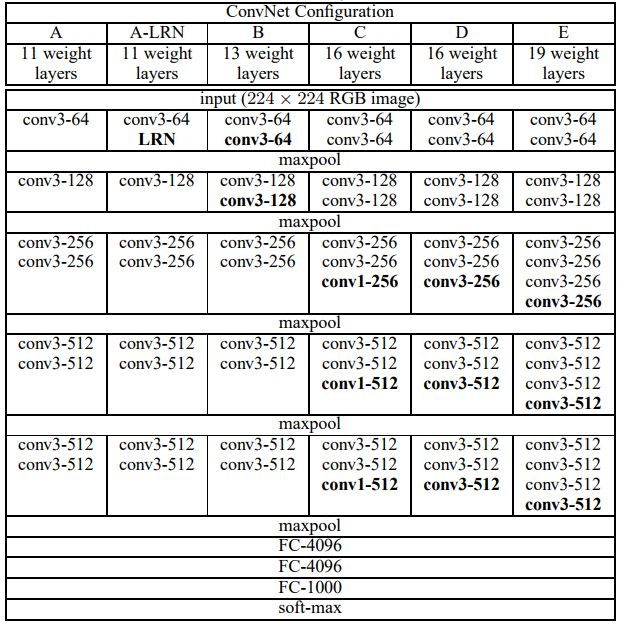 ConvNet Configuration
A A-LRN B C D E
11 weight 11 weight 13 weight 16 weight 16 weight 19 weight
layers layers layers layers layers layers
input (224 × 224 RGB image)
conv3-64 conv3-64 conv3-64 conv3-64 conv3-64 conv3-64
LRN conv3-64 conv3-64 conv3-64 conv3-64
maxpool
conv3-128 conv3-128 conv3-128 conv3-128 conv3-128 conv3-128
conv3-128 conv3-128 conv3-128 conv3-128
maxpool
conv3-256 conv3-256 conv3-256 conv3-256 conv3-256 conv3-256
conv3-256 conv3-256 conv3-256 conv3-256 conv3-256 conv3-256
conv1-256 conv3-256 conv3-256
conv3-256
maxpool
conv3-512 conv3-512 conv3-512 conv3-512 conv3-512 conv3-512
conv3-512 conv3-512 conv3-512 conv3-512 conv3-512 conv3-512
conv1-512 conv3-512 conv3-512
conv3-512
maxpool
conv3-512 conv3-512 conv3-512 conv3-512 conv3-512 conv3-512
conv3-512 conv3-512 conv3-512 conv3-512 conv3-512 conv3-512
conv1-512 conv3-512 conv3-512
conv3-512
maxpool
FC-4096
FC-4096
FC-1000
soft-max